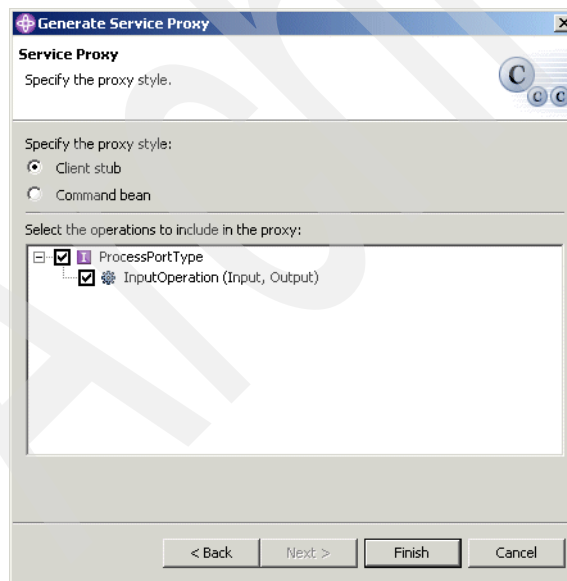 Generate Service Proxy
Service Proxy
Specify the proxy style.
Specify the proxy style:
Client stub
Command bean
Select the operations to include in the proxy:
ProcessPortType
InputOperation (Input, Output)
< Back Next > Finish Cancel